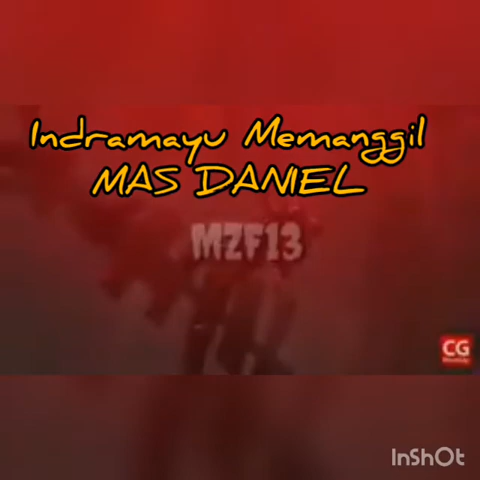 Indramayu Memanggil
MAS DANIEL
MZF13
CG
InShOt